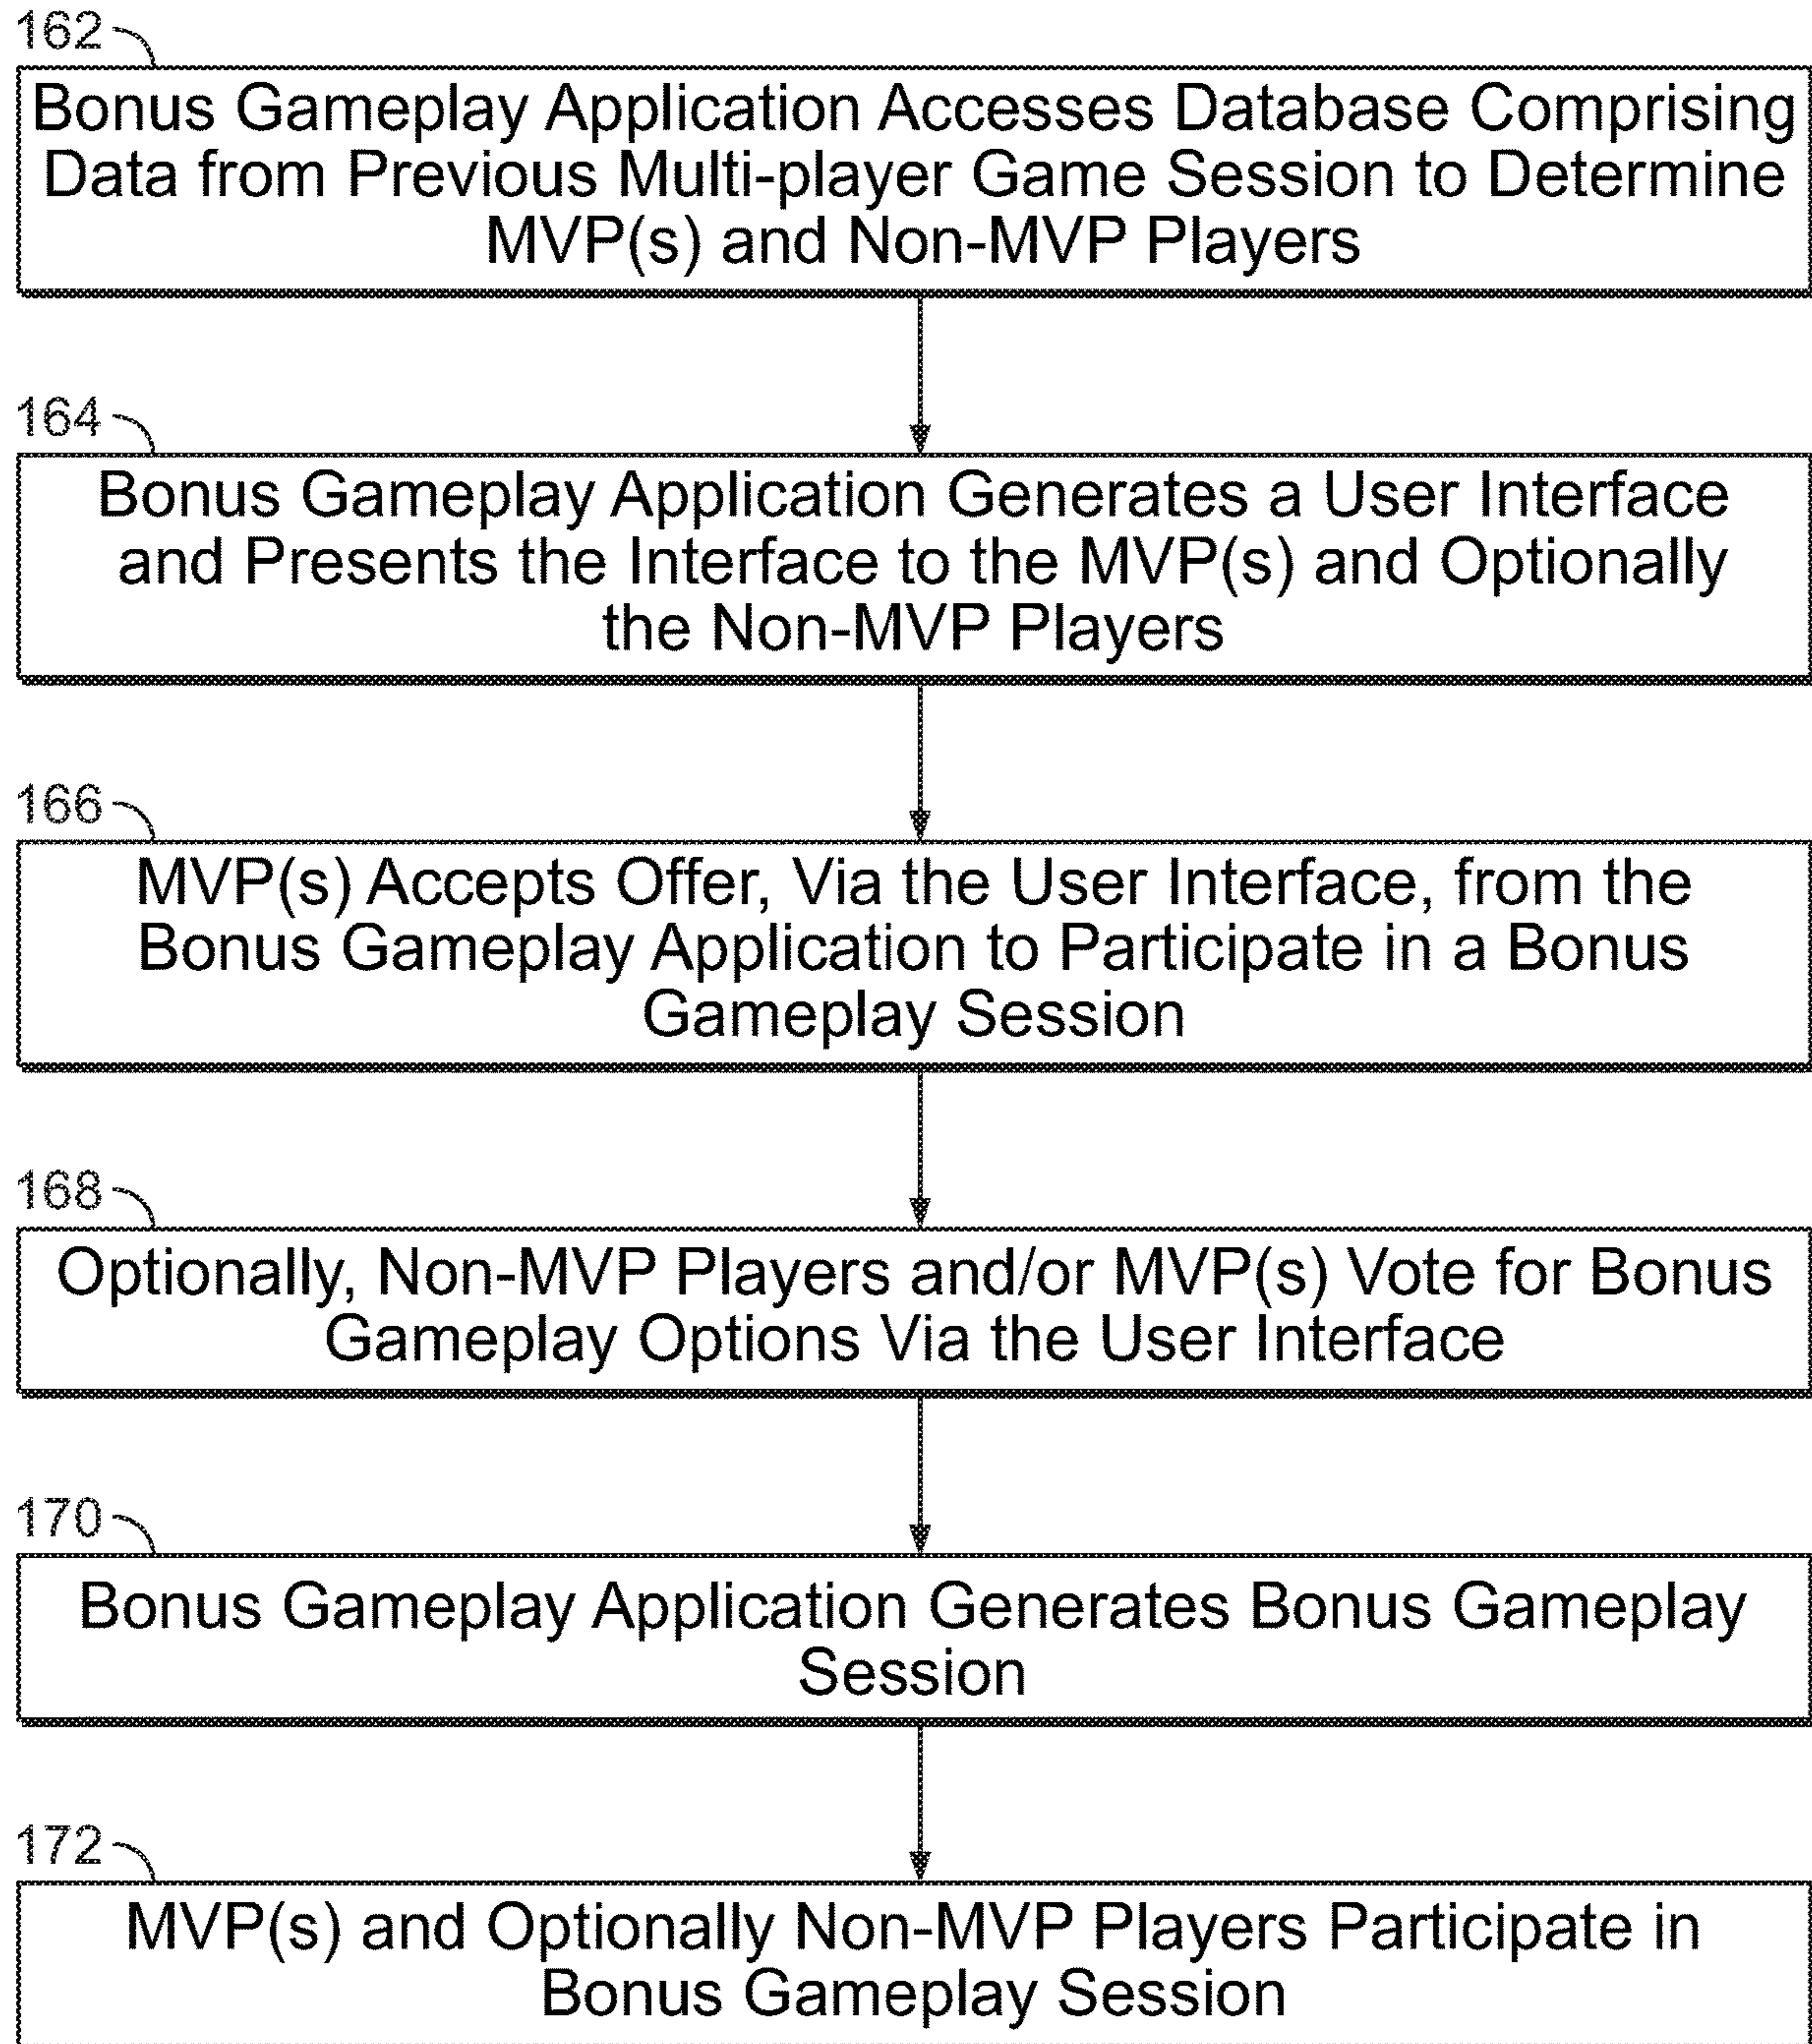 162
Bonus Gameplay Application Accesses Database Comprising
Data from Previous Multi-player Game Session to Determine
MVP(s) and Non-MVP Players
164
Bonus Gameplay Application Generates a User Interface
and Presents the Interface to the MVP(s) and Optionally
the Non-MVP Players
166
MVP(s) Accepts Offer, Via the User Interface, from the
Bonus Gameplay Application to Participate in a Bonus
Gameplay Session
168
Optionally, Non-MVP Players and/or MVP(s) Vote for Bonus
Gameplay Options Via the User Interface
170
Bonus Gameplay Application Generates Bonus Gameplay
Session
172
MVP(s) and Optionally Non-MVP Players Participate in
Bonus Gameplay Session